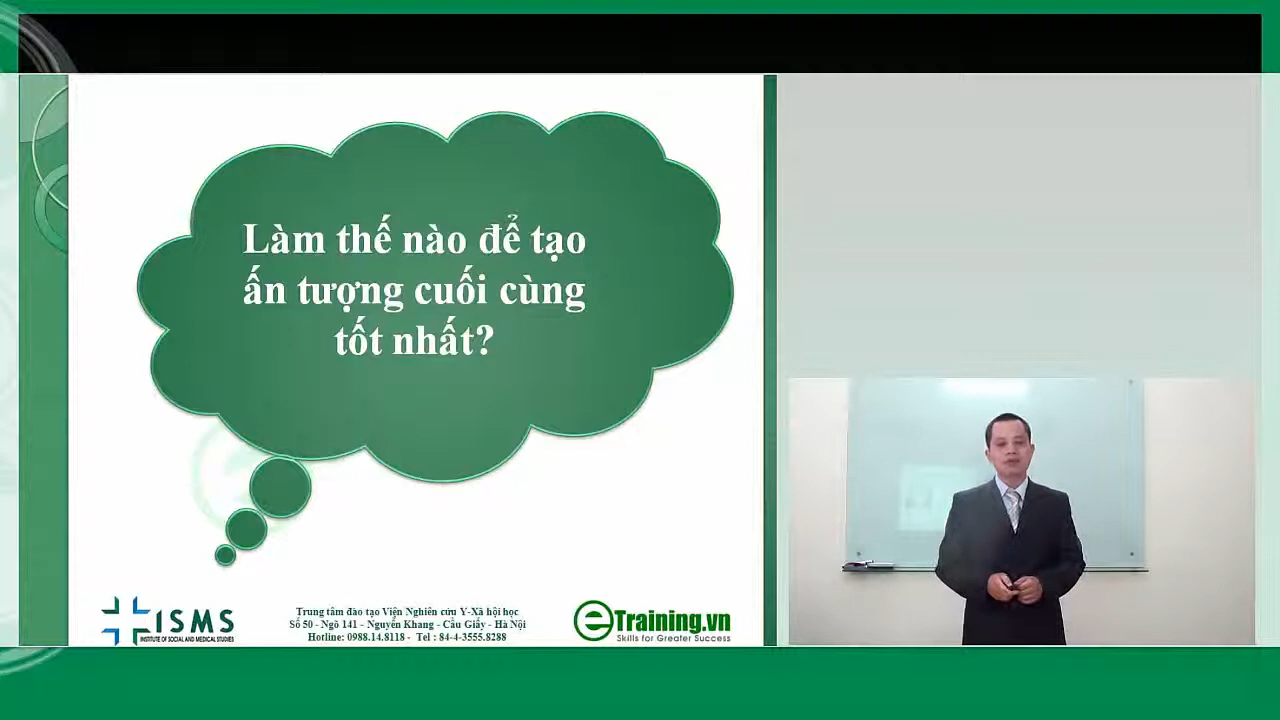 Làm thế nào để tạo
ấn tượng cuối cùng
tốt nhất?
ISMS
INSTITUTE OF SOCIAL AND MEDICAL STUDIES
Trung tâm đào tạo Viện Nghiên cứu Y-Xã hội học
Số 50 - Ngõ 141 - Nguyễn Khang - Cầu Giấy - Hà Nội
Hotline: 0988.14.8118 - Tel : 84-4-3555.8288
eTraining.vn
Skills for Greater Success